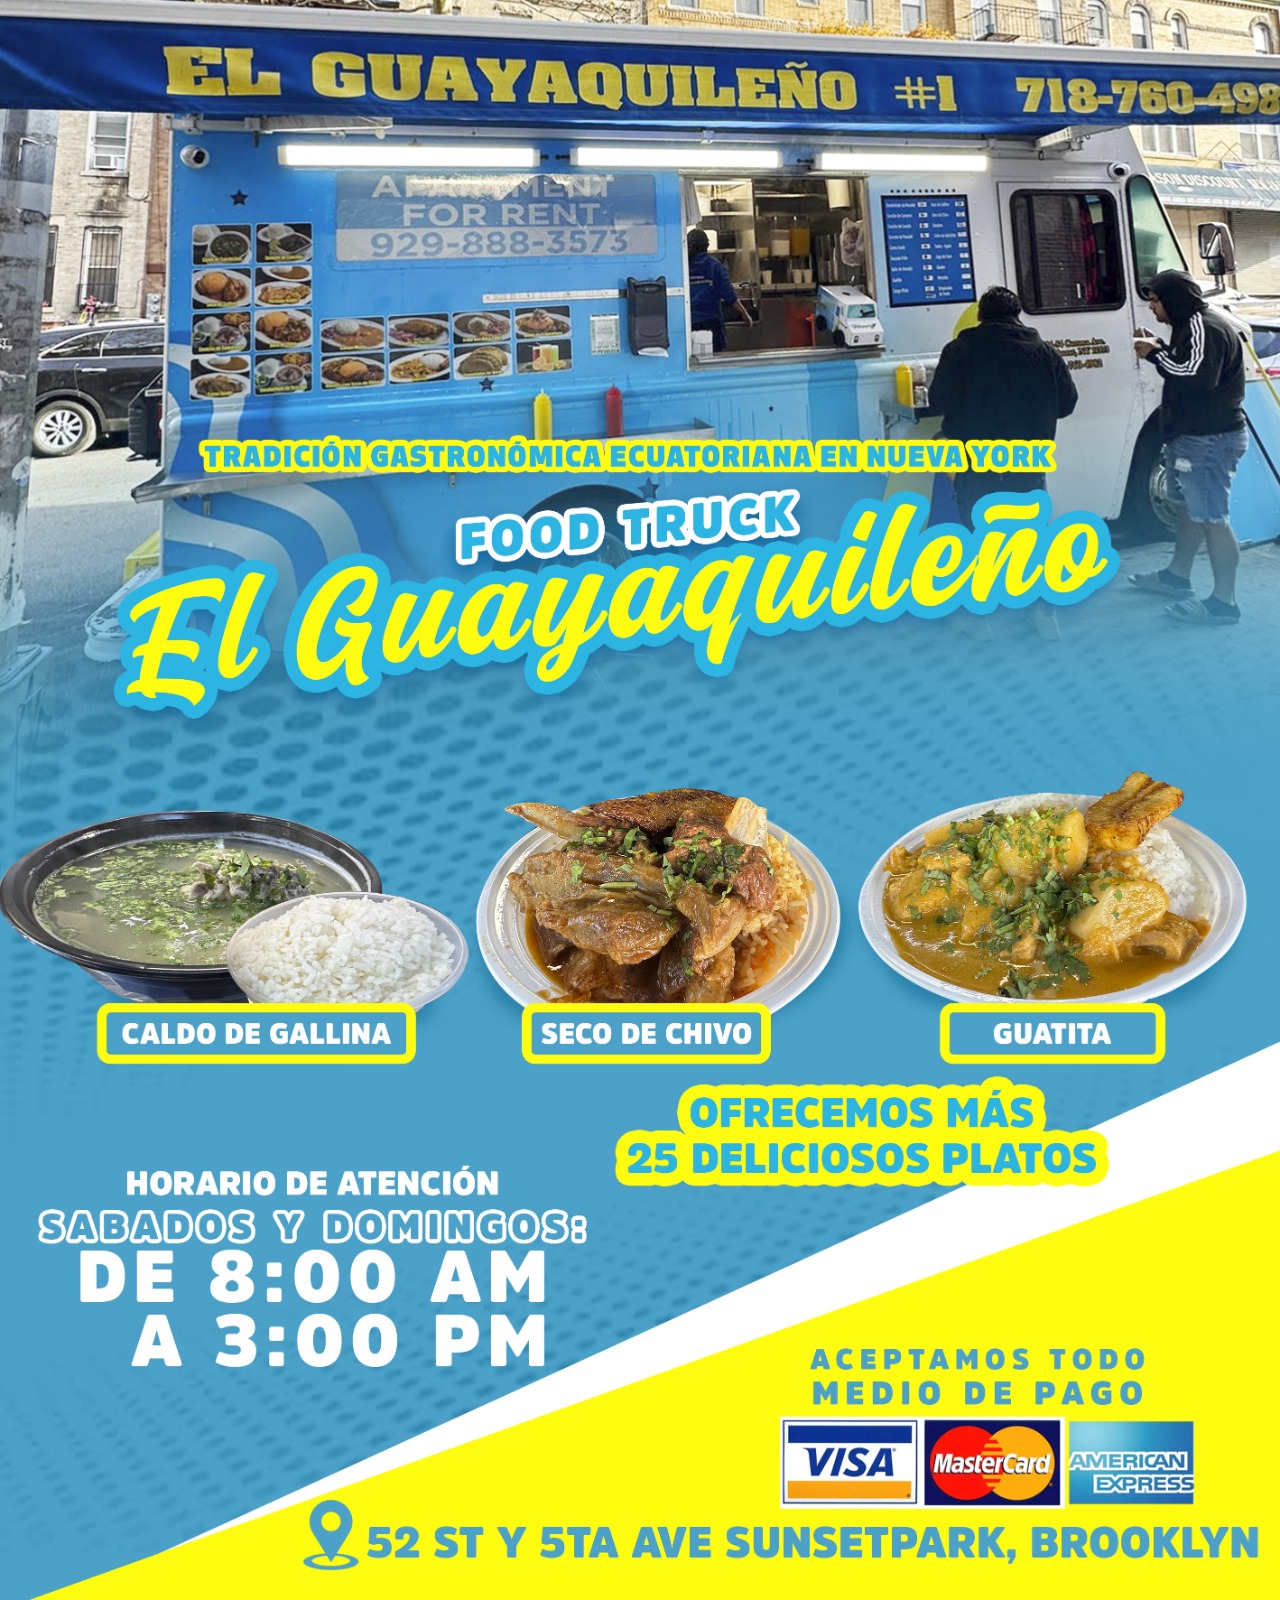 EL GUAYAQUILEÑO #1 718-760-498
APARTMENT
FOR RENT
929-888-3573
TRADICIÓN GASTRONÓMICA ECUATORIANA EN NUEVA YORK
FOOD TRUCK
El Guayaquileño
CALDO DE GALLINA
SECO DE CHIVO
GUATITA
OFRECEMOS MÁS
25 DELICIOSOS PLATOS
HORARIO DE ATENCIÓN
SABADOS Y DOMINGOS:
DE 8:00 AM
A 3:00 PM
ACEPTAMOS TODO
MEDIO DE PAGO
VISA
MasterCard
AMERICAN
EXPRESS
52 ST Y 5TA AVE SUNSETPARK, BROOKLYN